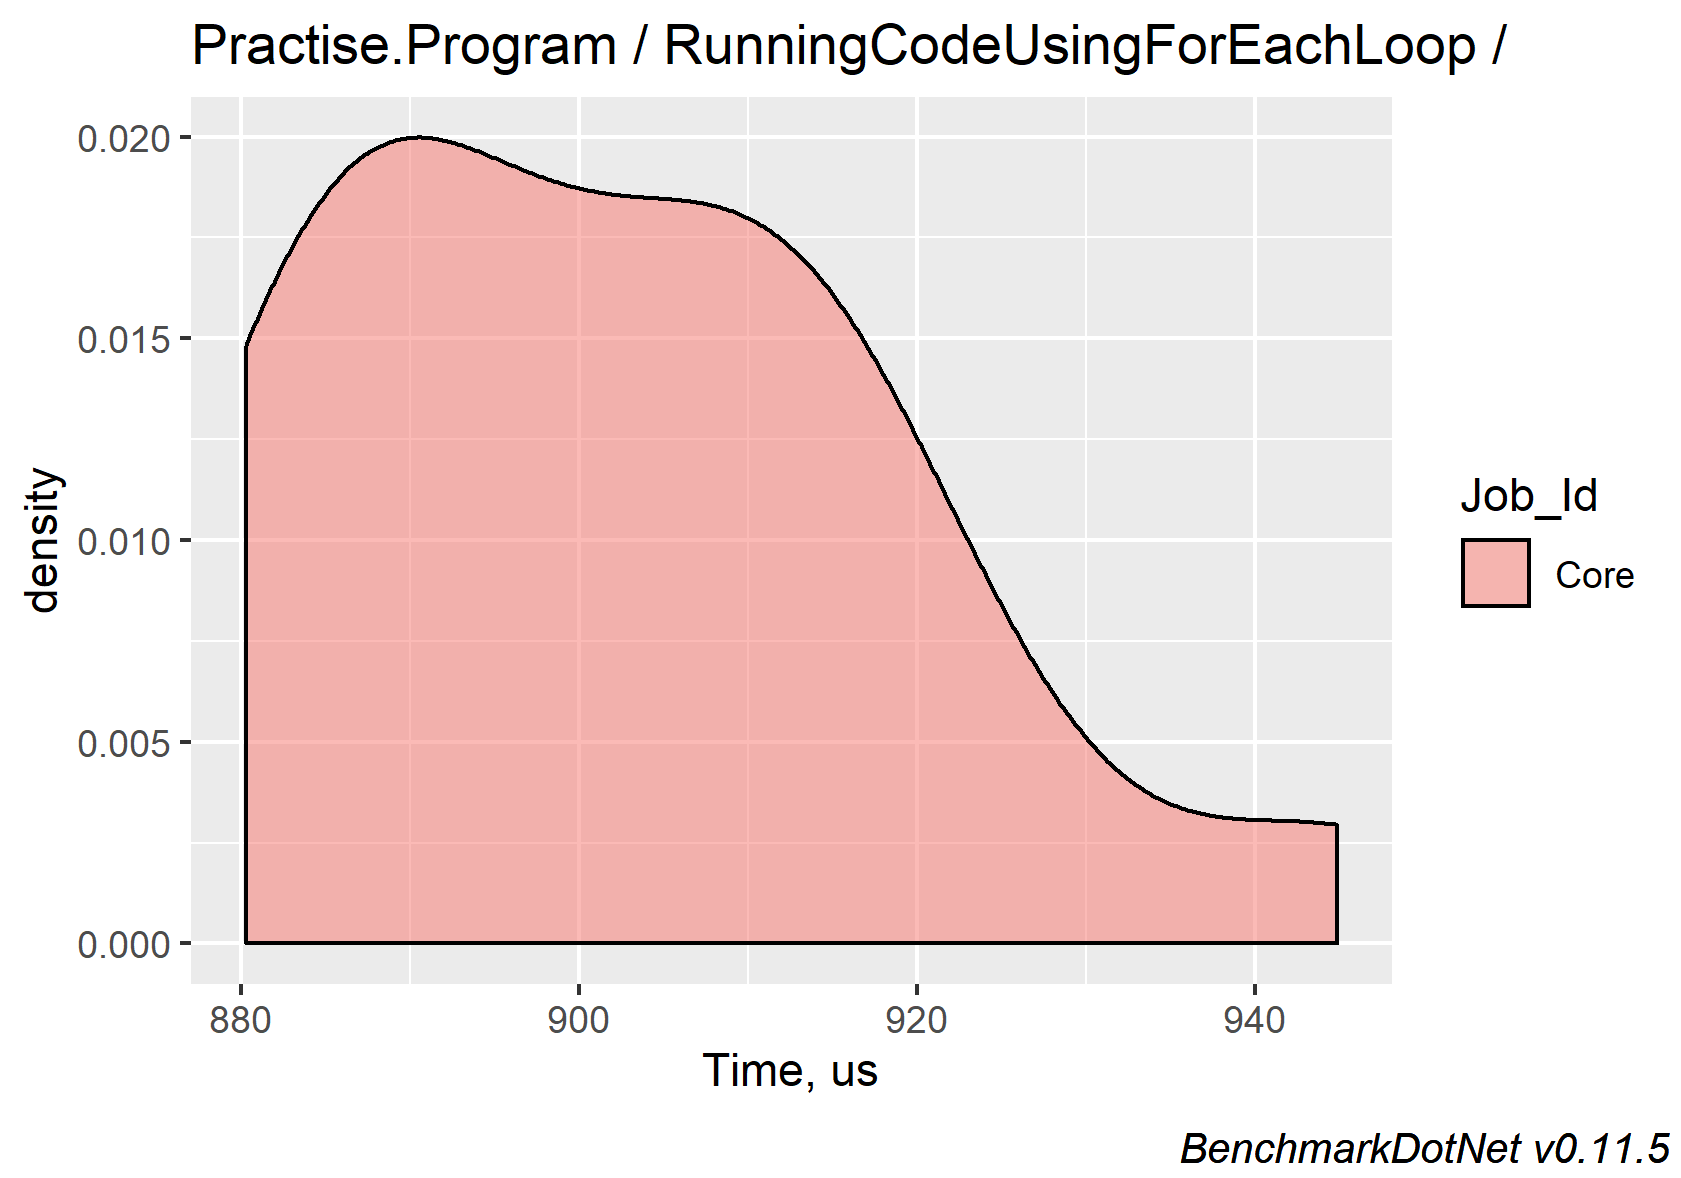 Practise.Program / RunningCodeUsingForEachLoop /
0.020
0.015
0.010
0.005
0.000
density
880 900 920 940
Time, us
Job_Id
Core
BenchmarkDotNet v0.11.5